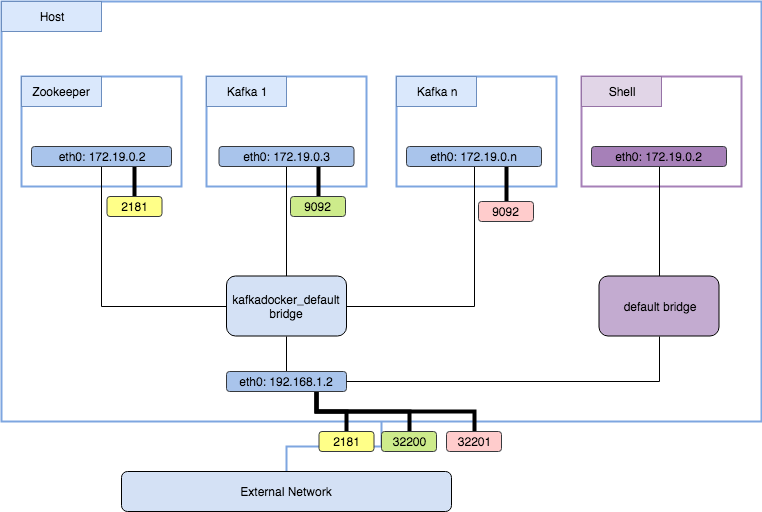 Host
Zookeeper
Kafka 1
Kafka n
Shell
eth0: 172.19.0.2
eth0: 172.19.0.3
eth0: 172.19.0.n
eth0: 172.19.0.2
2181
9092
9092
kafkadocker_default
bridge
default bridge
eth0: 192.168.1.2
2181
32200
32201
External Network